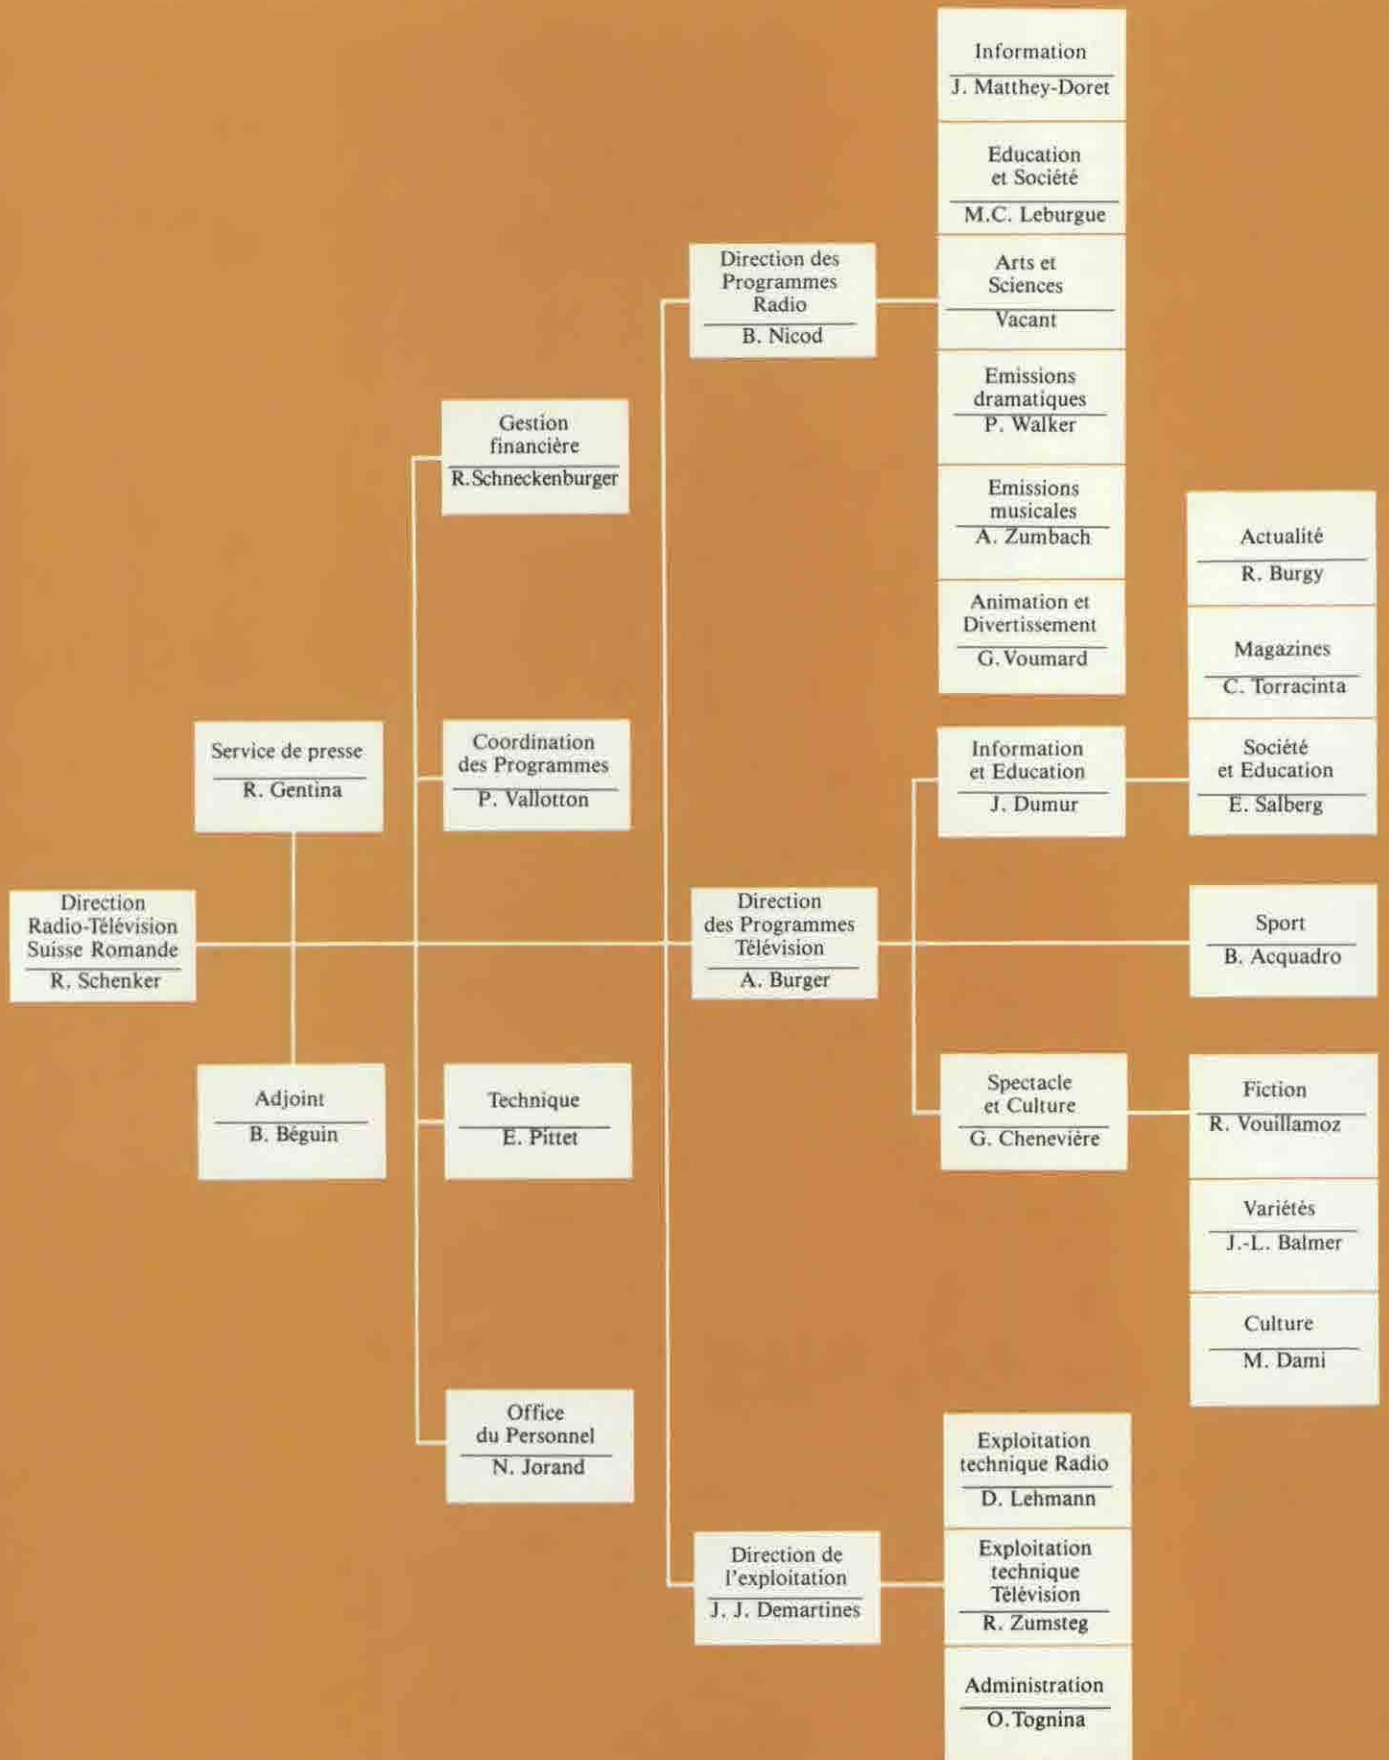 Direction
Radio-Télévision
Suisse Romande
R. Schenker
Service de presse
R. Gentina
Adjoint
B. Béguin
Gestion
financière
R. Schneckenburger
Coordination
des Programmes
P. Vallotton
Technique
E. Pittet
Office
du Personnel
N. Jorand
Direction des
Programmes
Radio
B. Nicod
Information
J. Matthey-Doret
Education
et Société
M.C. Leburgue
Arts et
Sciences
Vacant
Emissions
dramatiques
P. Walker
Emissions
musicales
A. Zumbach
Animation et
Divertissement
G. Voumard
Direction
des Programmes
Télévision
A. Burger
Information
et Education
J. Dumur
Actualité
R. Burgy
Magazines
C. Torracinta
Société
et Education
E. Salberg
Sport
B. Acquadro
Spectacle
et Culture
G. Chenevière
Fiction
R. Vouillamoz
Variétés
J.-L. Balmer
Culture
M. Dami
Direction de
l'exploitation
J. J. Demartines
Exploitation
technique Radio
D. Lehmann
Exploitation
technique
Télévision
R. Zumsteg
Administration
O. Tognina